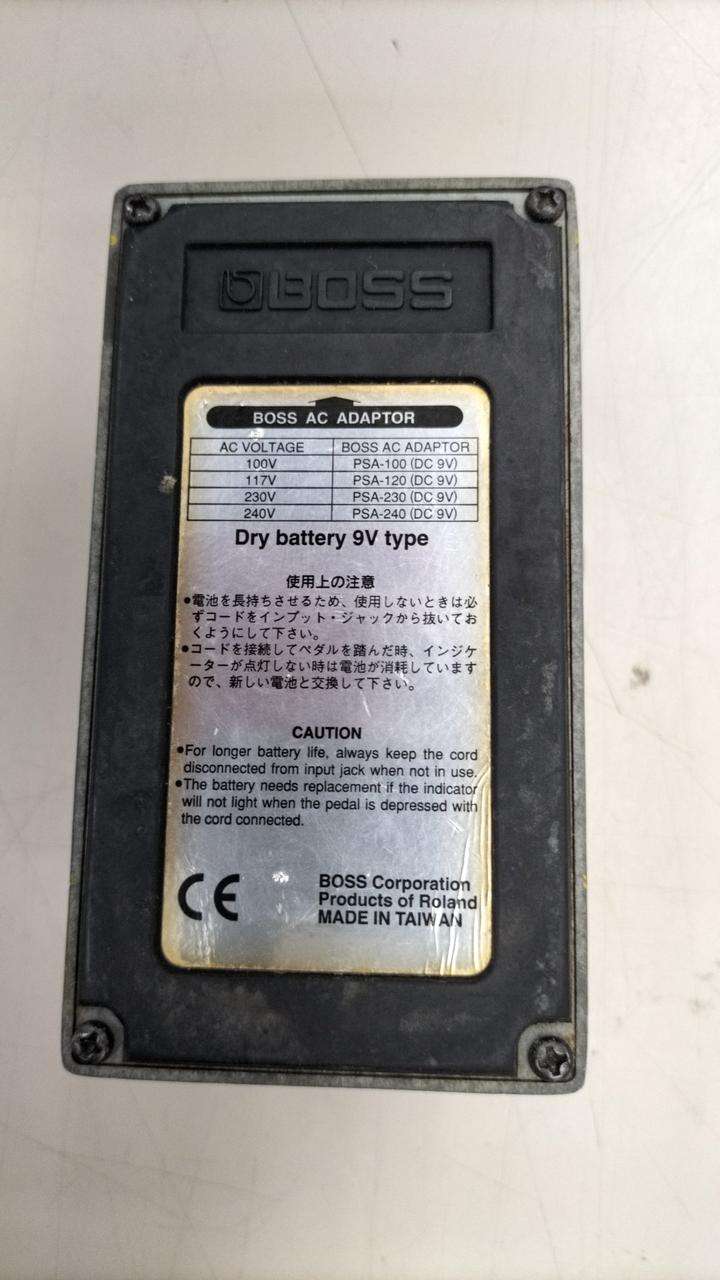 BOSS
BOSS AC ADAPTOR
AC VOLTAGE BOSS AC ADAPTOR
100V PSA-100 (DC 9V)
117V PSA-120 (DC 9V)
230V PSA-230 (DC 9V)
240V PSA-240 (DC 9V)
Dry battery 9V type
使用上の注意
●電池を長持ちさせるため、使用しないときは必
ずコードをインプット・ジャックから抜いてお
くようにして下さい。
●コードを接続してペダルを踏んだ時、インジケ
ーターが点灯しない時は電池が消耗しています
ので、新しい電池と交換して下さい。
CAUTION
●For longer battery life, always keep the cord
disconnected from input jack when not in use.
●The battery needs replacement if the indicator
will not light when the pedal is depressed with
the cord connected.
CE
BOSS Corporation
Products of Roland
MADE IN TAIWAN